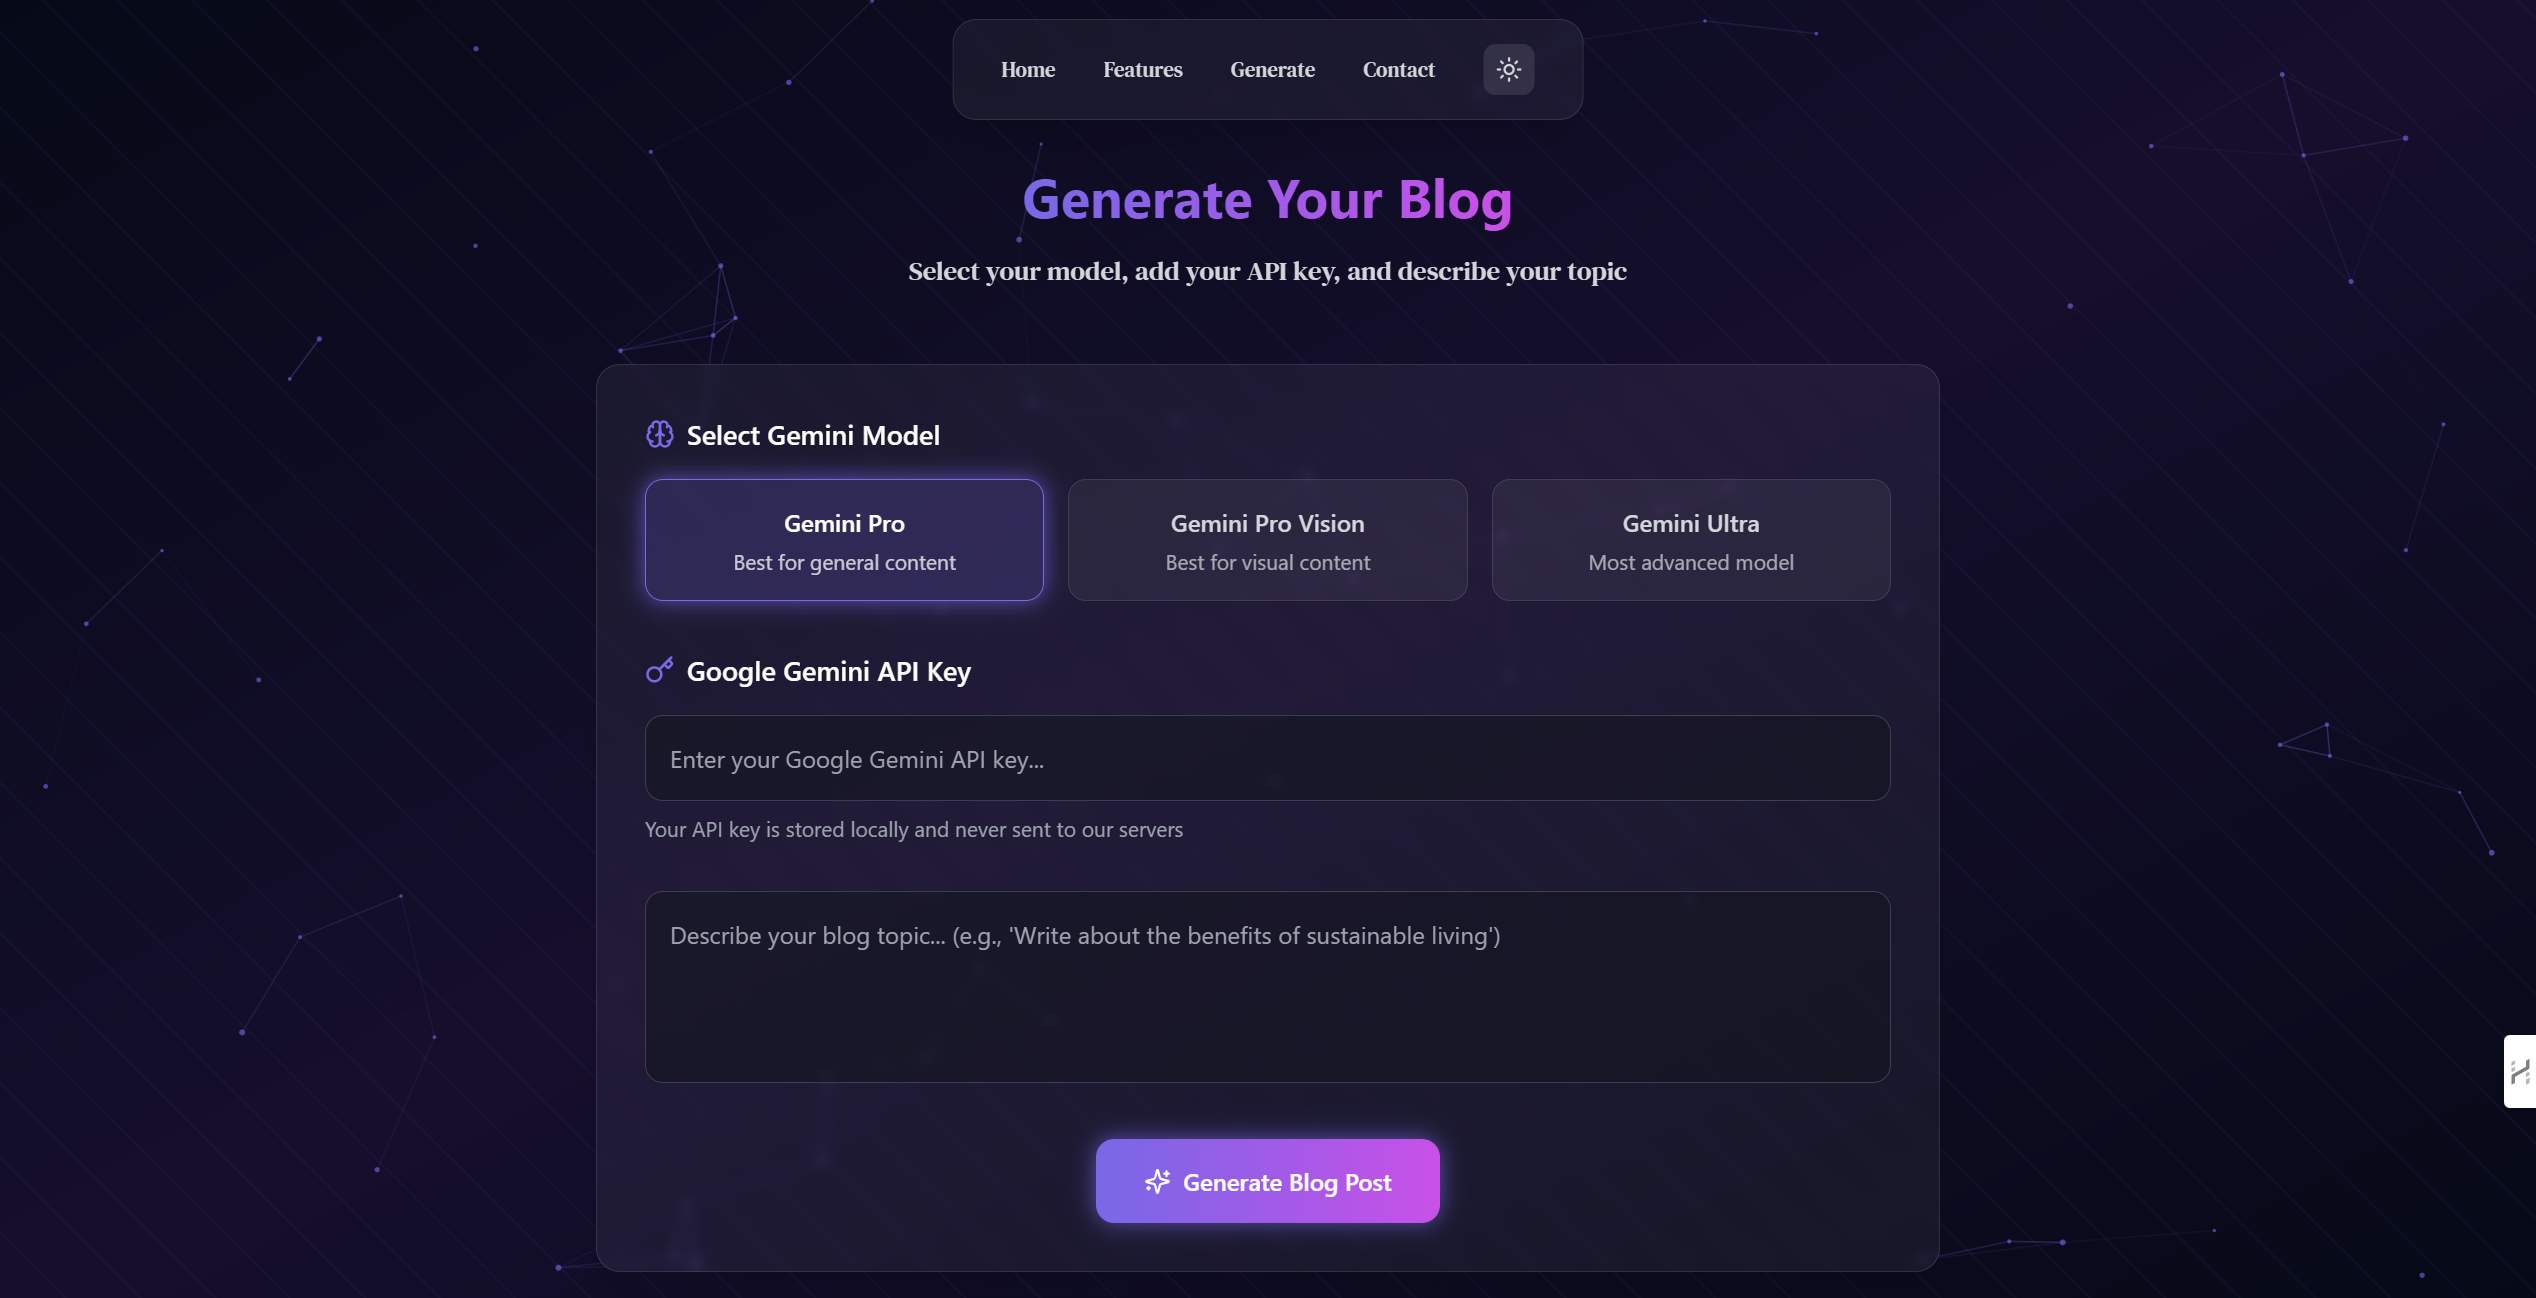 Home Features Generate Contact
Generate Your Blog
Select your model, add your API key, and describe your topic
Select Gemini Model
Gemini Pro
Best for general content
Gemini Pro Vision
Best for visual content
Gemini Ultra
Most advanced model
Google Gemini API Key
Enter your Google Gemini API key...
Your API key is stored locally and never sent to our servers
Describe your blog topic... (e.g., 'Write about the benefits of sustainable living')
Generate Blog Post